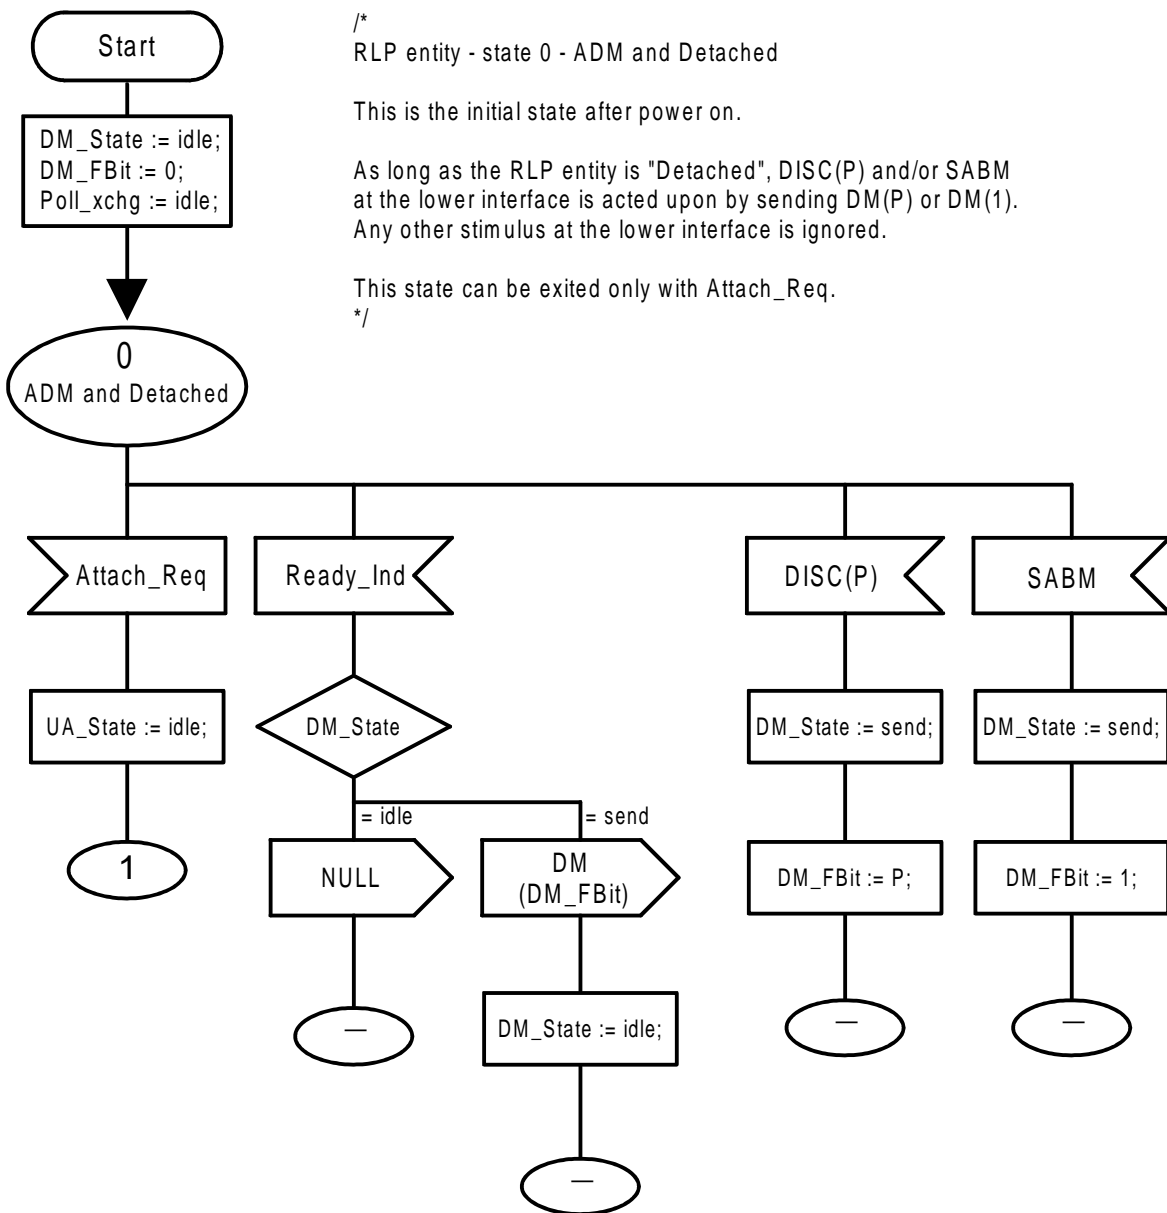 Start
/*
RLP entity - state 0 - ADM and Detached
This is the initial state after power on.
As long as the RLP entity is "Detached", DISC(P) and/or SABM
at the lower interface is acted upon by sending DM(P) or DM(1).
Any other stimulus at the lower interface is ignored.
This state can be exited only with Attach_Req.
*/
DM_State := idle;
DM_FBit := 0;
Poll_xchg := idle;
0
ADM and Detached
Attach_Req
Ready_Ind
DISC(P)
SABM
UA_State := idle;
DM_State
DM_State := send;
DM_State := send;
= idle
= send
1
NULL
DM
(DM_FBit)
DM_FBit := P;
DM_FBit := 1;
–
DM_State := idle;
–
–
–